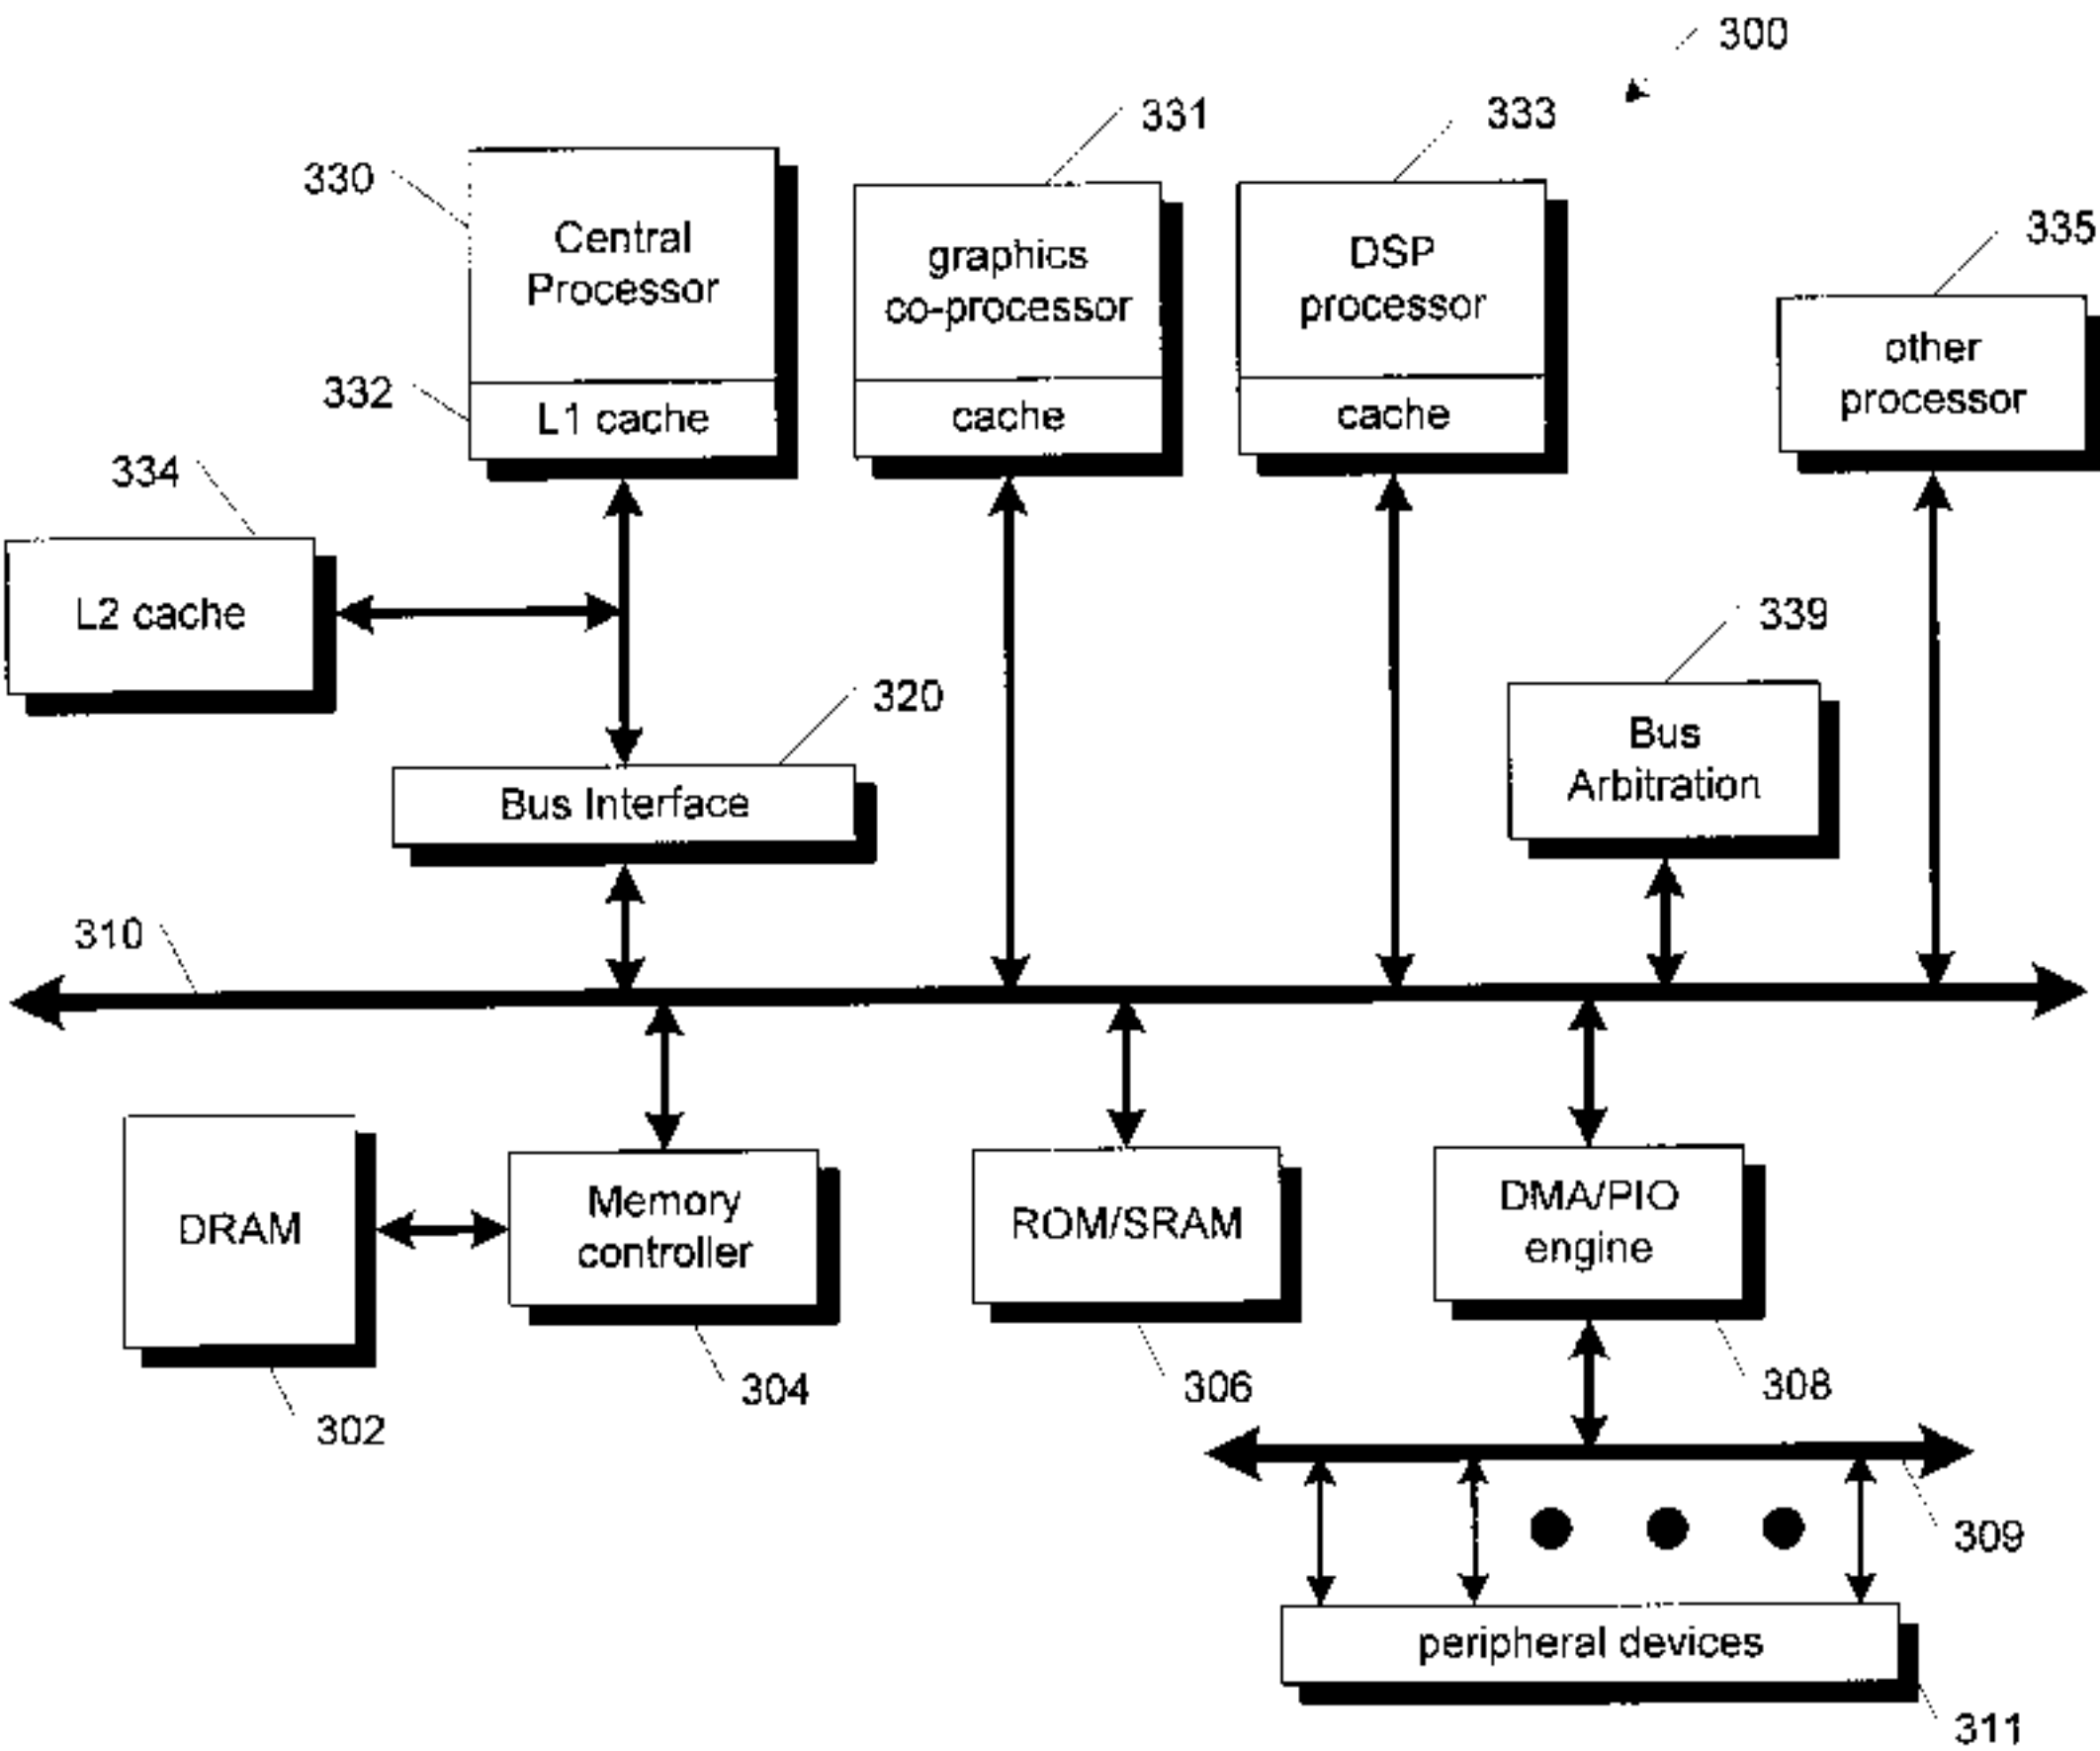 300
331
333
330
335
Central
Processor
graphics
co-processor
DSP
processor
other
processor
332
L1 cache
cache
cache
334
L2 cache
339
320
Bus
Arbitration
Bus Interface
310
DRAM
Memory
controller
ROM/SRAM
DMA/PIO
engine
304
306
308
302
309
peripheral devices
311